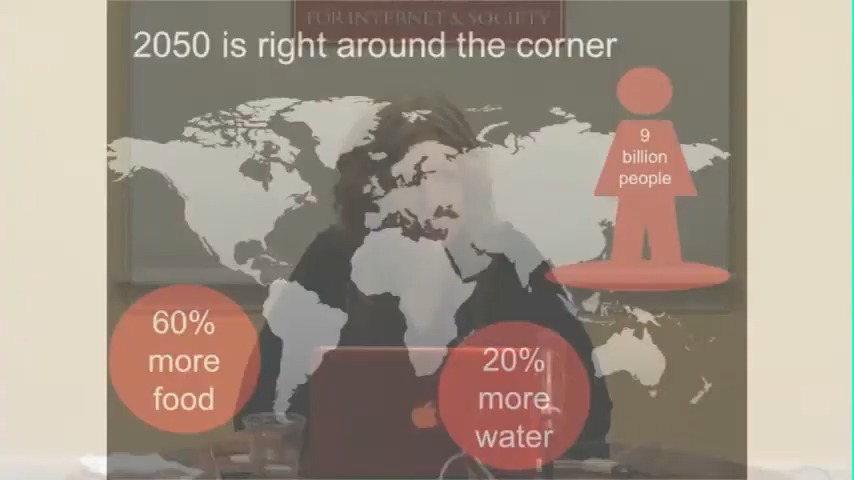 FOR INTERNET & SOCIETY
2050 is right around the corner
9
billion
people
60%
more
food
20%
more
water